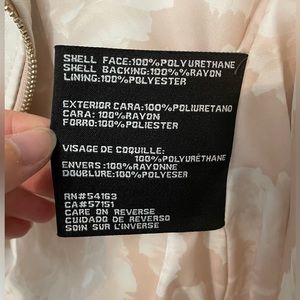 SHELL FACE:100%POLYURETHANE
SHELL BACKING:100%RAYON
LINING:100%POLYESTER
EXTERIOR CARA:100%POLIURETANO
CARA: 100%RAYON
FORRO:100%POLIESTER
VISAGE DE COQUILLE:
100%POLYURÉTHANE
ENVERS :100%RAYONNE
DOUBLURE:100%POLYESER
RN#54163
CA#57151
CARE ON REVERSE
CUIDADO DE REVERSO
SOIN SUR L'INVERSE